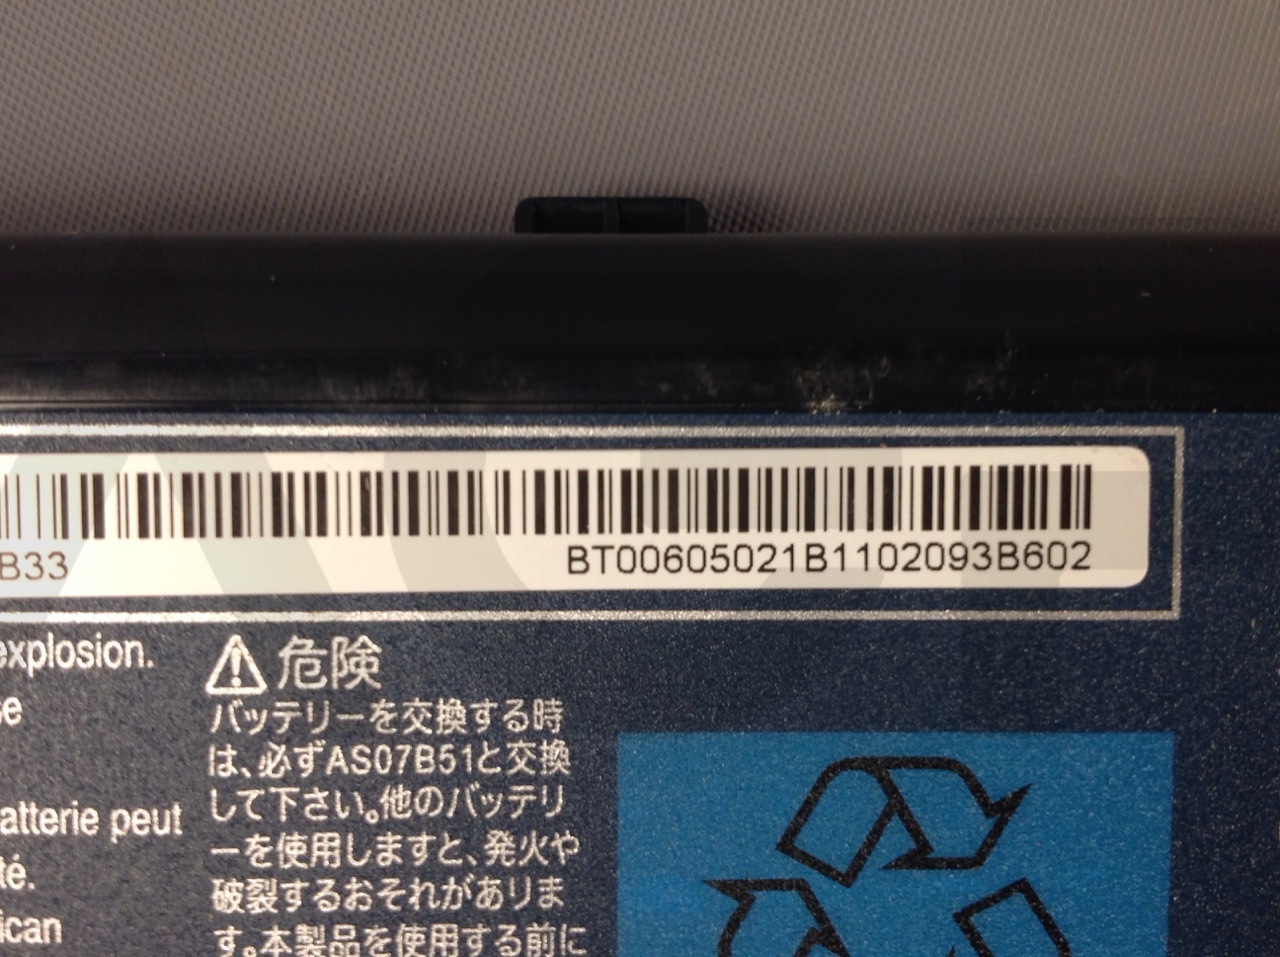 B33
BT00605021B1102093B602
explosion.
se
atterie peut
té.
ican
危険
バッテリーを交換する時
は、必ずAS07B51と交換
して下さい。他のバッテリ
ーを使用しますと、発火や
破裂するおそれがありま
す。本製品を使用する前に